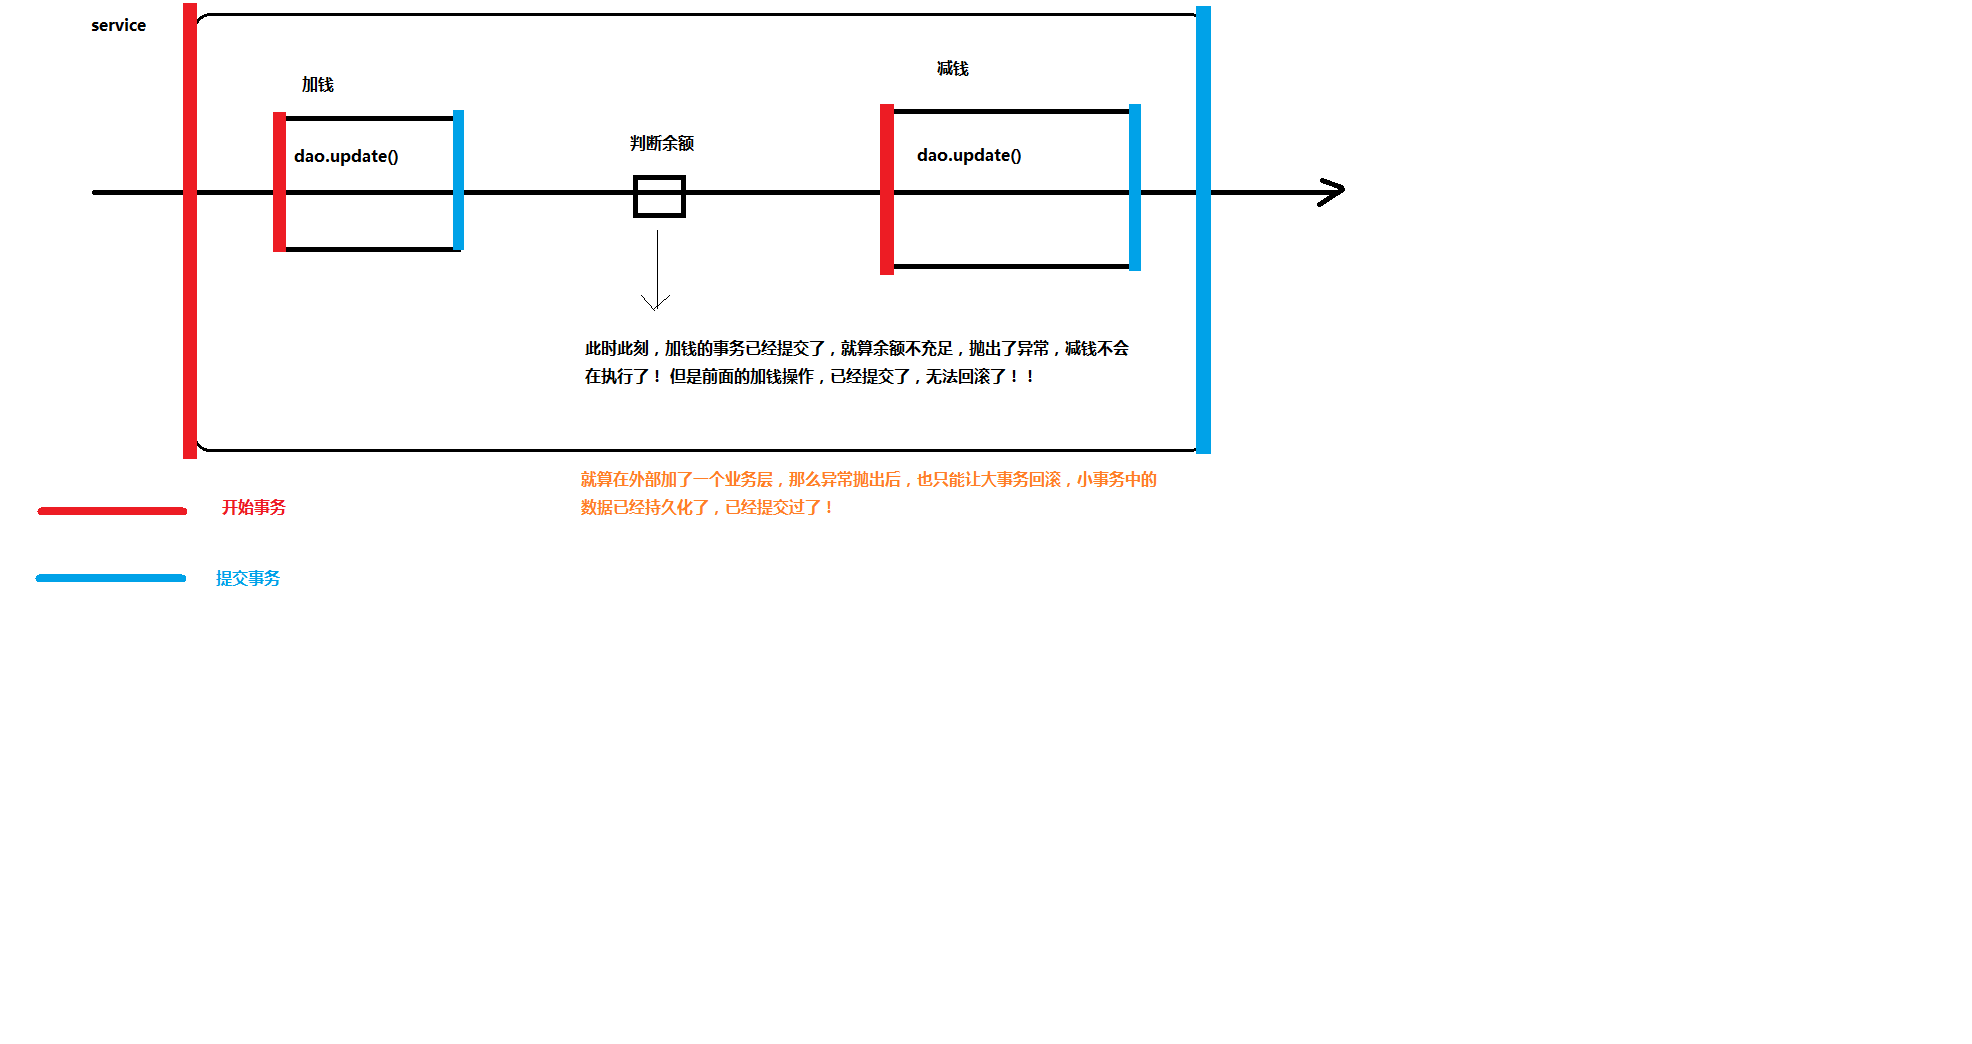 service
加钱
减钱
判断余额
dao.update()
dao.update()
此时此刻，加钱的事务已经提交了，就算余额不充足，抛出了异常，减钱不会
在执行了！ 但是前面的加钱操作，已经提交了，无法回滚了！！
就算在外部加了一个业务层，那么异常抛出后，也只能让大事务回滚，小事务中的
数据已经持久化了，已经提交过了！
开始事务
提交事务